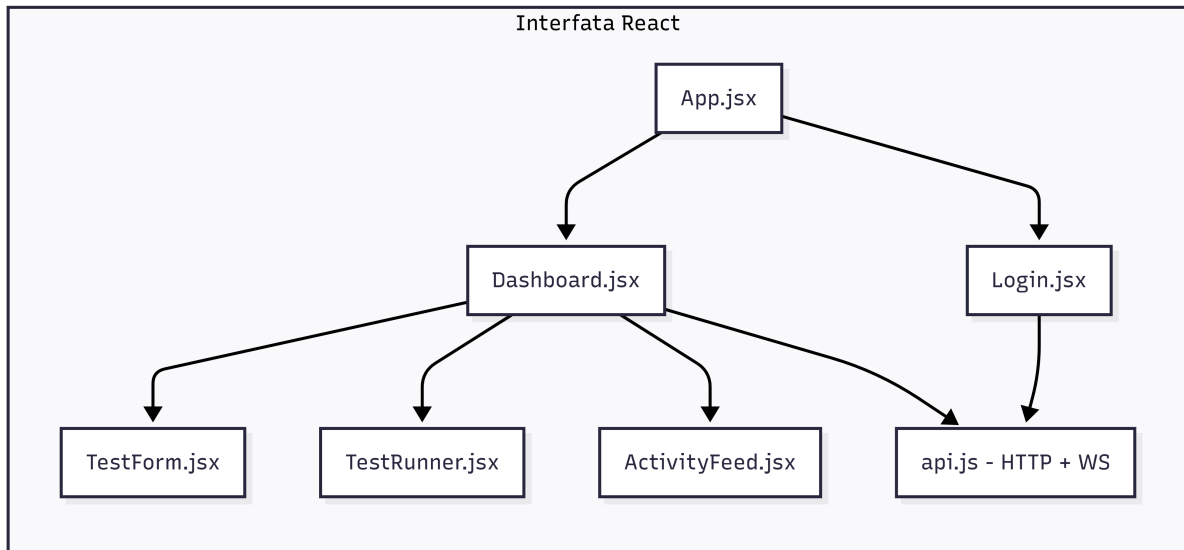 Interfata React
App.jsx
Dashboard.jsx
Login.jsx
TestForm.jsx
TestRunner.jsx
ActivityFeed.jsx
api.js - HTTP + WS